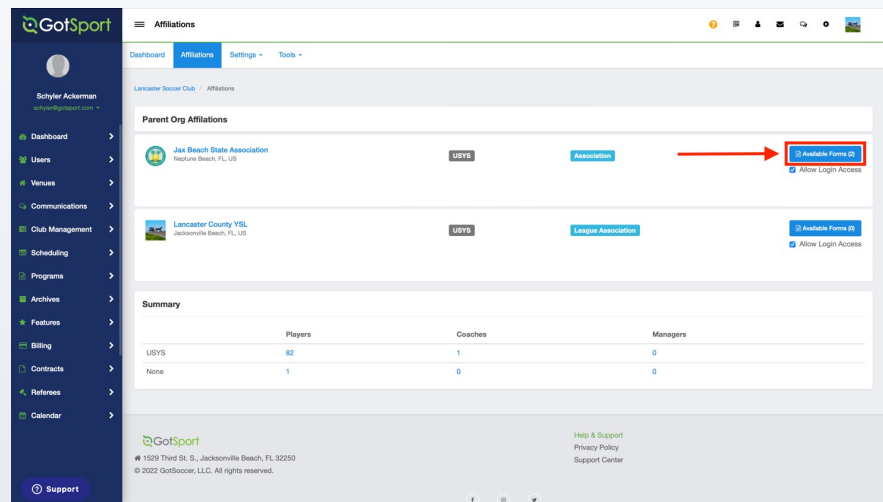 GotSport
Affiliations
Schyler Ackerman
schyler@gotsport.com
Dashboard
Users
Venues
Communications
Club Management
Scheduling
Programs
Archives
Features
Billing
Contracts
Referees
Calendar
Support
Dashboard Affiliations Settings Tools
Lancaster Soccer Club / Affiliations
Parent Org Affilations
Jax Beach State Association USYS Association Available Forms (2)
Neptune Beach, FL, US
Allow Login Access
Lancaster County YSL USYS League Association Available Forms (0)
Jacksonville Beach, FL, US
Allow Login Access
Summary
Players Coaches Managers
USYS 82 1 0
None 1 0 0
GotSport
1529 Third St. S., Jacksonville Beach, FL 32250
© 2022 GotSoccer, LLC. All rights reserved.
Help & Support
Privacy Policy
Support Center